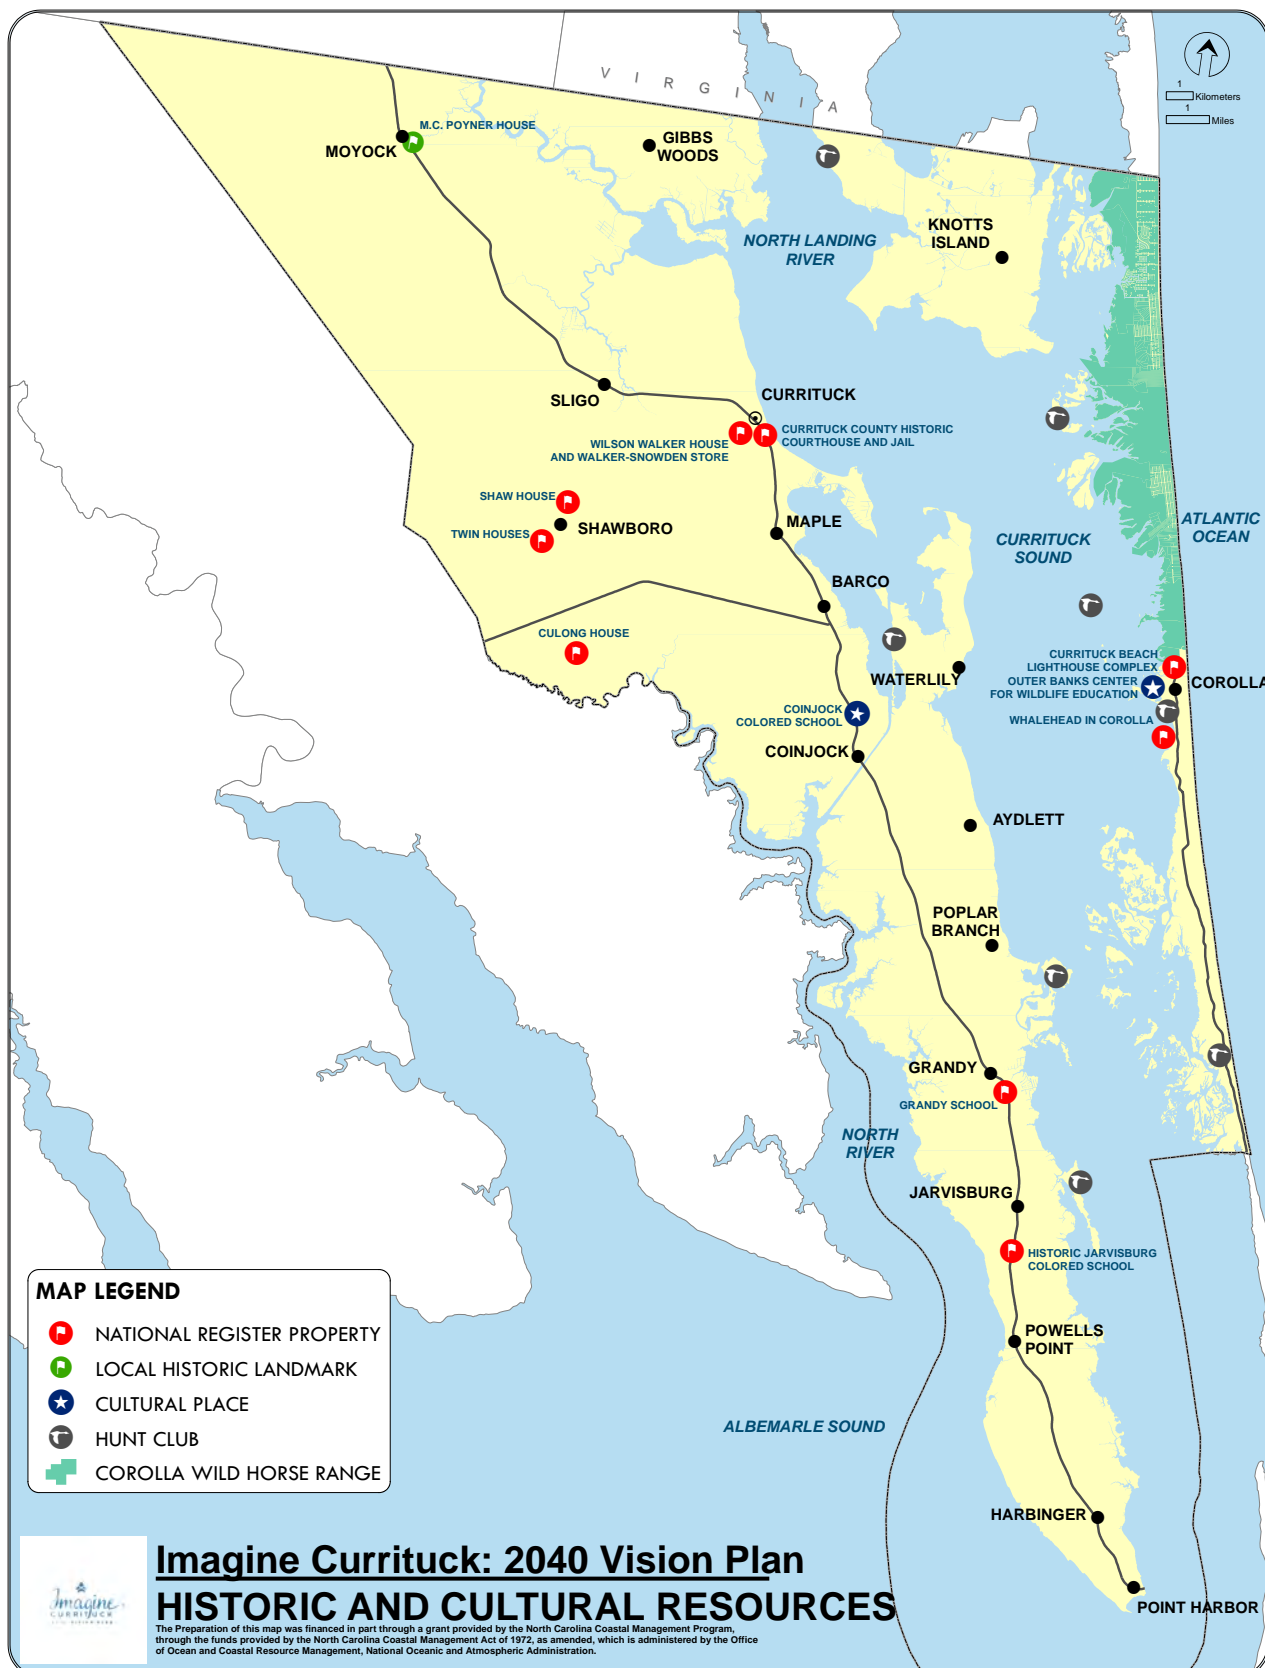 VIRGINIA
1
Kilometers
1
Miles
M.C. POYNER HOUSE
MOYOCK
GIBBS
WOODS
KNOTTS
ISLAND
NORTH LANDING
RIVER
SLIGO
CURRITUCK
CURRITUCK COUNTY HISTORIC
COURTHOUSE AND JAIL
WILSON WALKER HOUSE
AND WALKER-SNOWDEN STORE
SHAW HOUSE
SHAWBORO
TWIN HOUSES
MAPLE
CURRITUCK
SOUND
ATLANTIC
OCEAN
BARCO
CULONG HOUSE
WATERLILY
CURRITUCK BEACH
LIGHTHOUSE COMPLEX
OUTER BANKS CENTER
FOR WILDLIFE EDUCATION
COROLLA
WHALEHEAD IN COROLLA
COINJOCK
COLORED SCHOOL
COINJOCK
AYDLETT
POPLAR
BRANCH
GRANDY
GRANDY SCHOOL
NORTH
RIVER
JARVISBURG
HISTORIC JARVISBURG
COLORED SCHOOL
POWELLS
POINT
ALBEMARLE SOUND
HARBINGER
POINT HARBOR
MAP LEGEND
NATIONAL REGISTER PROPERTY
LOCAL HISTORIC LANDMARK
CULTURAL PLACE
HUNT CLUB
COROLLA WILD HORSE RANGE
Imagine
CURRITUCK
Imagine Currituck: 2040 Vision Plan
HISTORIC AND CULTURAL RESOURCES
The Preparation of this map was financed in part through a grant provided by the North Carolina Coastal Management Program,
through the funds provided by the North Carolina Coastal Management Act of 1972, as amended, which is administered by the Office
of Ocean and Coastal Resource Management, National Oceanic and Atmospheric Administration.